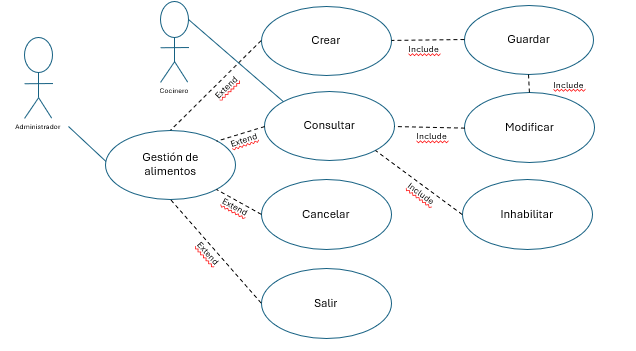 Crear
Include
Guardar
Extend
Include
Cocinero
Administrador
Consultar
Include
Modificar
Extend
Gestión de
alimentos
Include
Extend
Cancelar
Inhabilitar
Extend
Salir